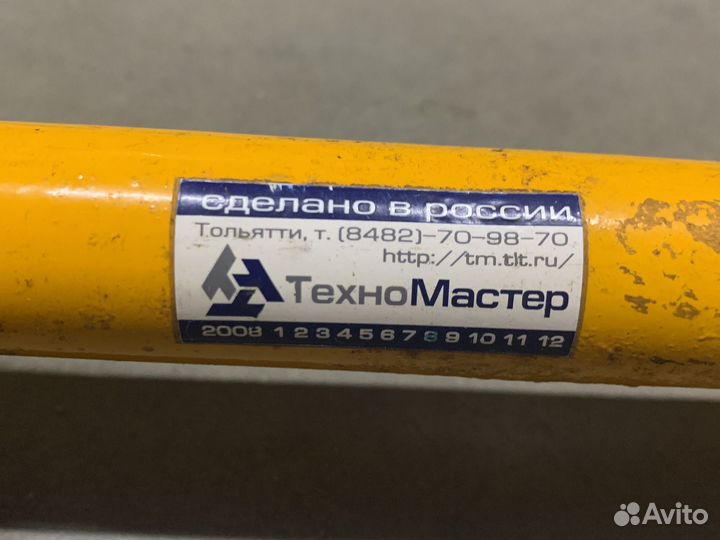 сделано в россии
Тольятти, т. (8482)-70-98-70
http://tm.tlt.ru/
ТехноМастер
2008 1 2 3 4 5 6 7 8 9 10 11 12
Avito